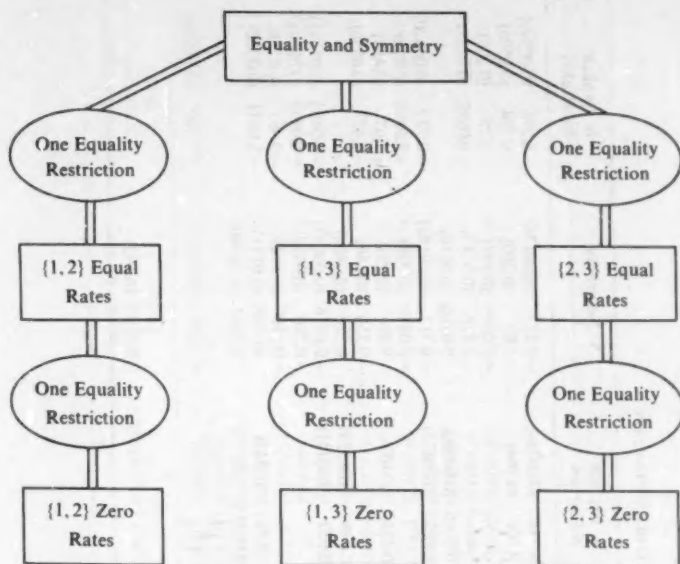 Equality and Symmetry
One Equality
Restriction
One Equality
Restriction
One Equality
Restriction
{1, 2} Equal
Rates
{1, 3} Equal
Rates
{2, 3} Equal
Rates
One Equality
Restriction
One Equality
Restriction
One Equality
Restriction
{1, 2} Zero
Rates
{1, 3} Zero
Rates
{2, 3} Zero
Rates